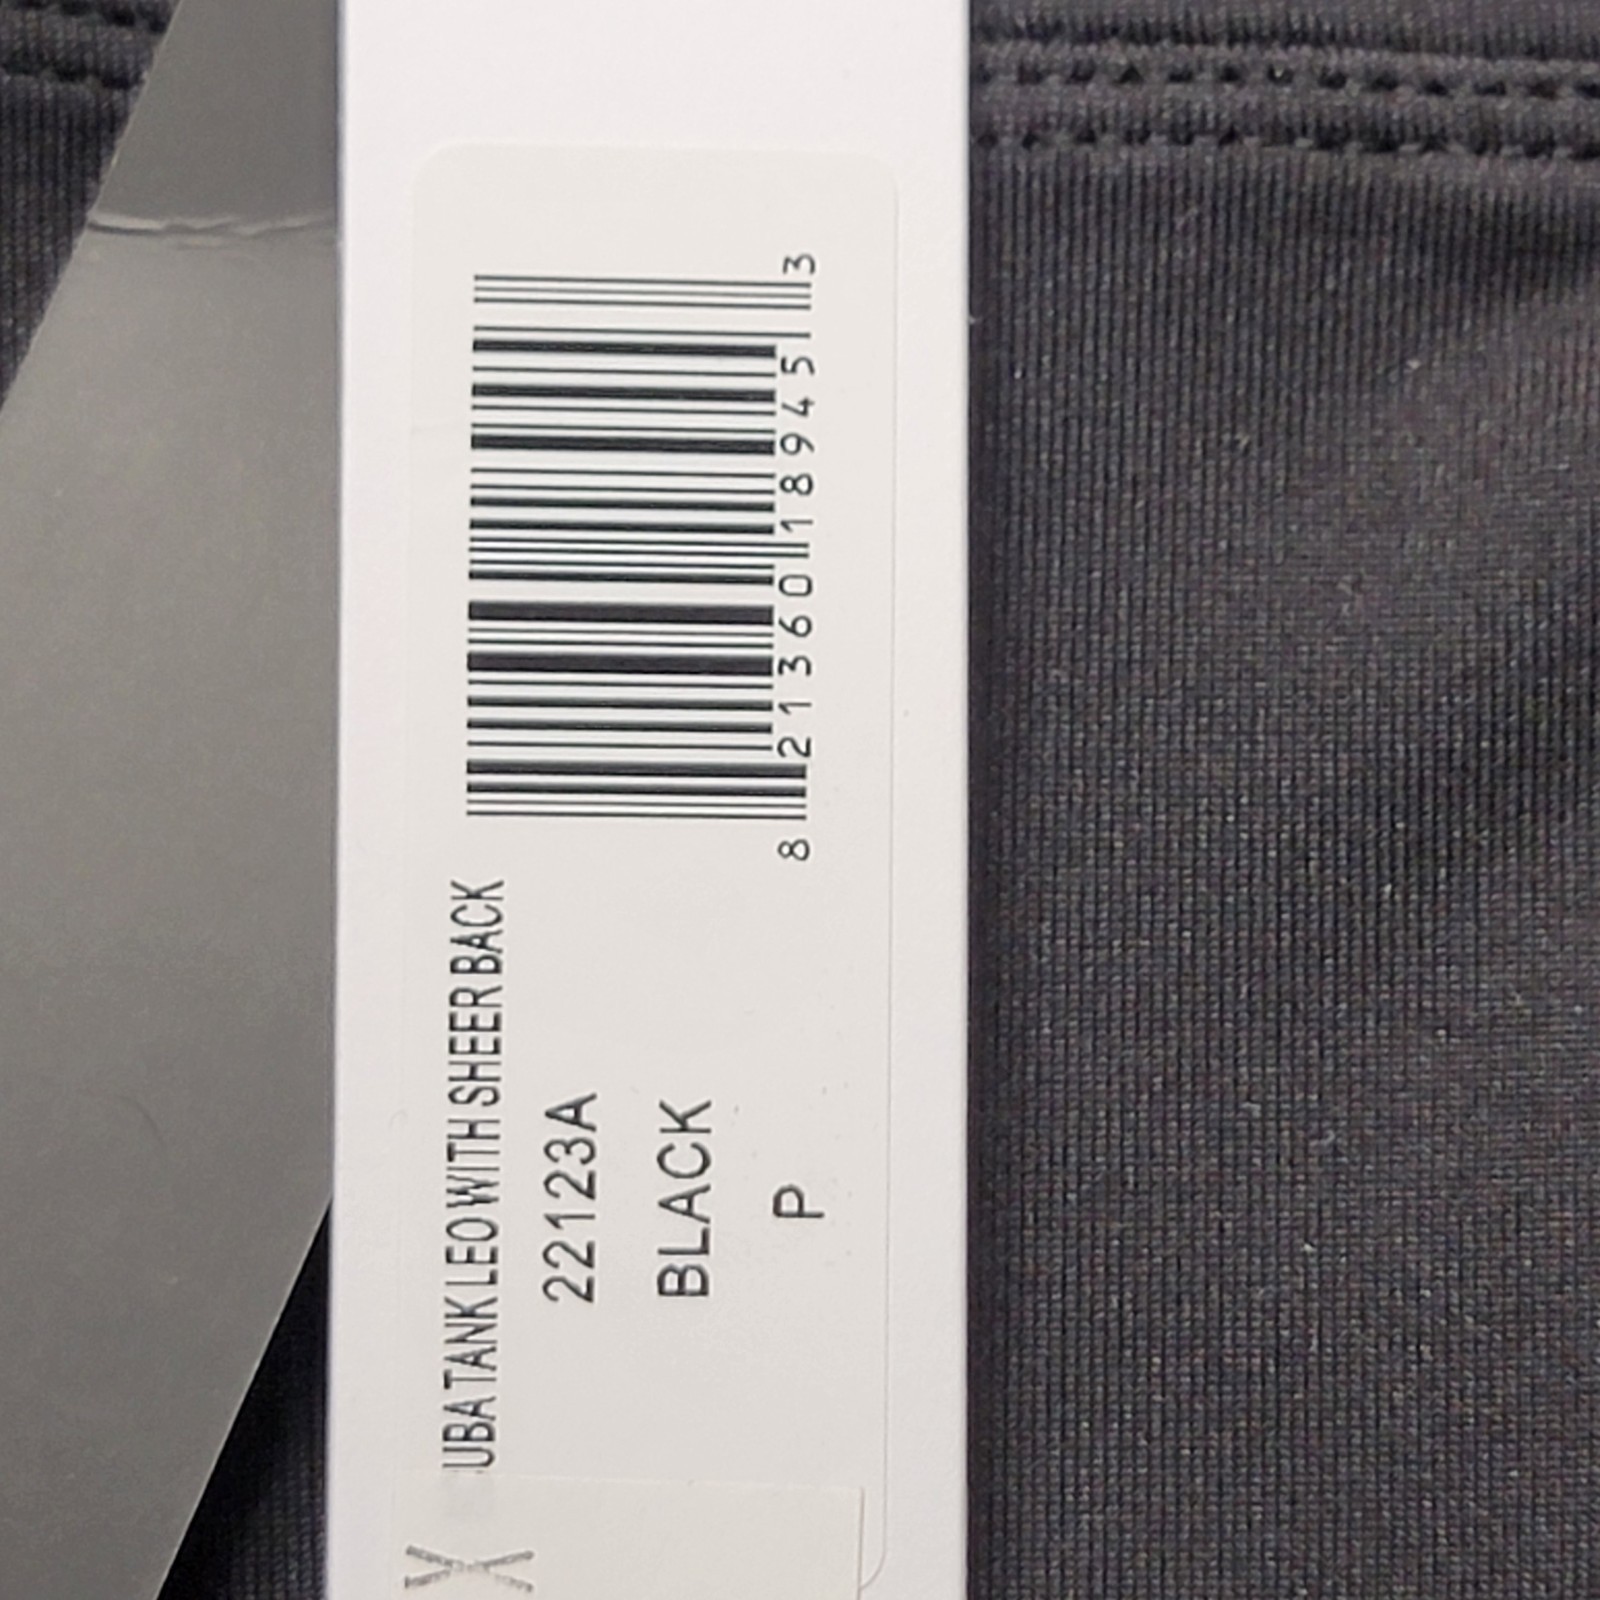 UBA TANK LEO WITH SHEER BACK
22123A
BLACK
P
8 21360 18945 3
X